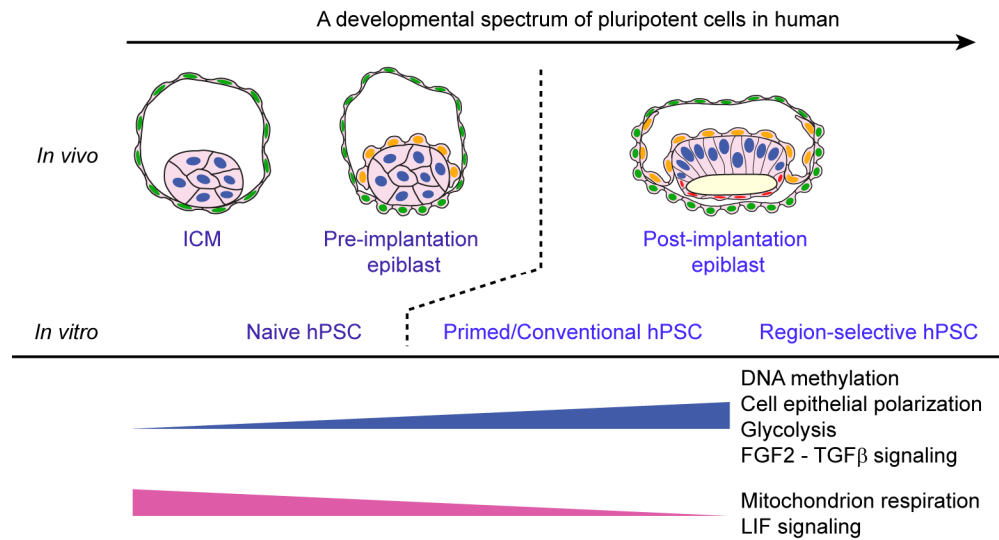 A developmental spectrum of pluripotent cells in human
In vivo
ICM
Pre-implantation
epiblast
Post-implantation
epiblast
In vitro
Naive hPSC
Primed/Conventional hPSC
Region-selective hPSC
DNA methylation
Cell epithelial polarization
Glycolysis
FGF2 - TGFβ signaling
Mitochondrion respiration
LIF signaling